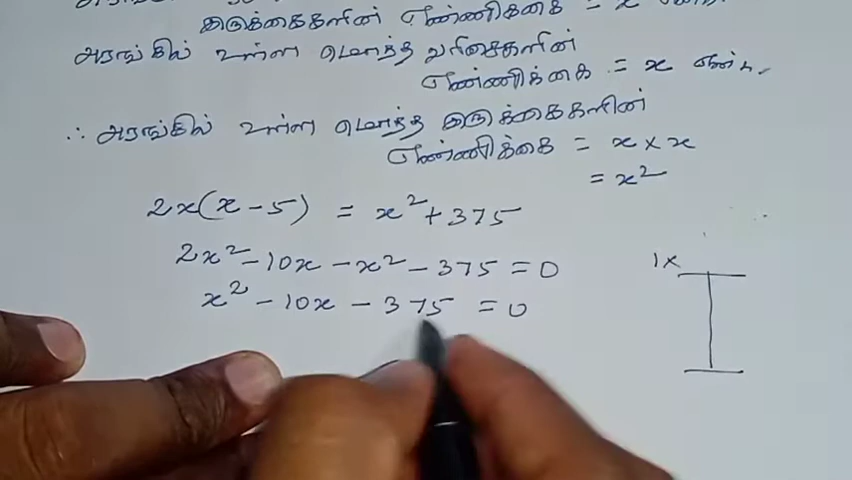 இருக்கைகளின் எண்ணிக்கை = x
அரங்கில் உள்ள மொத்த வரிசைகளின்
எண்ணிக்கை = x என்க
∴ அரங்கில் உள்ள மொத்த இருக்கைகளின்
எண்ணிக்கை = x × x
= x²
2x(x - 5) = x² + 375
2x² - 10x - x² - 375 = 0
1x
x² - 10x - 375 = 0